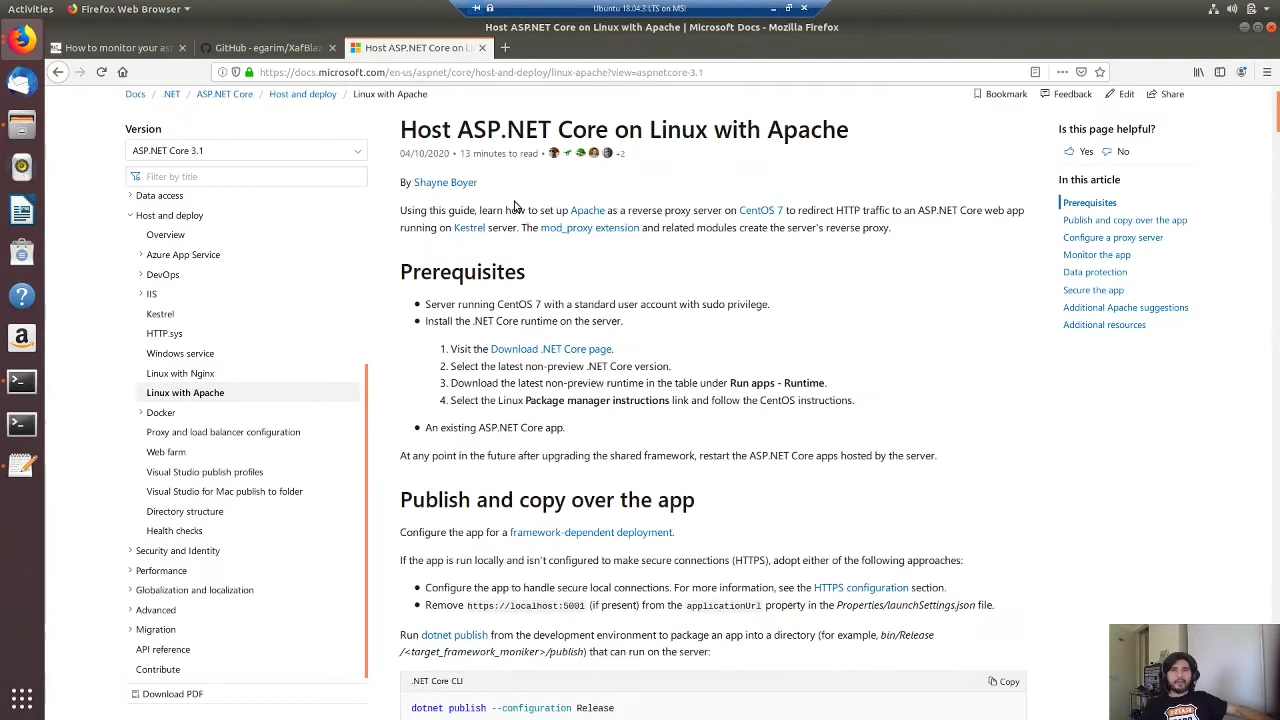 Activities
Firefox Web Browser
Ubuntu 18.04.3 LTS on MSI
Host ASP.NET Core on Linux with Apache | Microsoft Docs - Mozilla Firefox
How to monitor your as
GitHub - egarim/XafBlaz
Host ASP.NET Core on Li
https://docs.microsoft.com/en-us/aspnet/core/host-and-deploy/linux-apache?view=aspnetcore-3.1
Docs
.NET
ASP.NET Core
Host and deploy
Linux with Apache
Bookmark
Feedback
Edit
Share
Version
ASP.NET Core 3.1
Filter by title
Data access
Host and deploy
Overview
Azure App Service
DevOps
IIS
Kestrel
HTTP.sys
Windows service
Linux with Nginx
Linux with Apache
Docker
Proxy and load balancer configuration
Web farm
Visual Studio publish profiles
Visual Studio for Mac publish to folder
Directory structure
Health checks
Security and Identity
Performance
Globalization and localization
Advanced
Migration
API reference
Contribute
Download PDF
Host ASP.NET Core on Linux with Apache
04/10/2020 • 13 minutes to read • +2
By Shayne Boyer
Using this guide, learn how to set up Apache as a reverse proxy server on CentOS 7 to redirect HTTP traffic to an ASP.NET Core web app
running on Kestrel server. The mod_proxy extension and related modules create the server's reverse proxy.
Prerequisites
• Server running CentOS 7 with a standard user account with sudo privilege.
• Install the .NET Core runtime on the server.
1. Visit the Download .NET Core page.
2. Select the latest non-preview .NET Core version.
3. Download the latest non-preview runtime in the table under Run apps - Runtime.
4. Select the Linux Package manager instructions link and follow the CentOS instructions.
• An existing ASP.NET Core app.
At any point in the future after upgrading the shared framework, restart the ASP.NET Core apps hosted by the server.
Publish and copy over the app
Configure the app for a framework-dependent deployment.
If the app is run locally and isn't configured to make secure connections (HTTPS), adopt either of the following approaches:
• Configure the app to handle secure local connections. For more information, see the HTTPS configuration section.
• Remove https://localhost:5001 (if present) from the applicationUrl property in the Properties/launchSettings.json file.
Run dotnet publish from the development environment to package an app into a directory (for example, bin/Release
/<target_framework_moniker>/publish) that can run on the server:
.NET Core CLI
Copy
dotnet publish --configuration Release
Is this page helpful?
Yes
No
In this article
Prerequisites
Publish and copy over the app
Configure a proxy server
Monitor the app
Data protection
Secure the app
Additional Apache suggestions
Additional resources